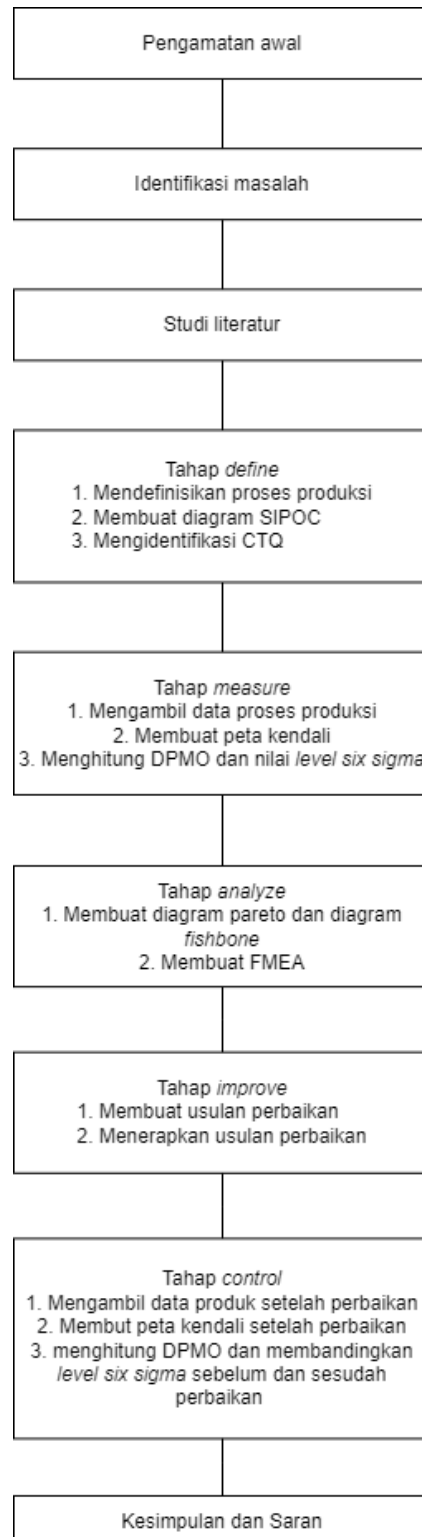 Pengamatan awal
Identifikasi masalah
Studi literatur
Tahap define
1. Mendefinisikan proses produksi
2. Membuat diagram SIPOC
3. Mengidentifikasi CTQ
Tahap measure
1. Mengambil data proses produksi
2. Membuat peta kendali
3. Menghitung DPMO dan nilai level six sigma
Tahap analyze
1. Membuat diagram pareto dan diagram
fishbone
2. Membuat FMEA
Tahap improve
1. Membuat usulan perbaikan
2. Menerapkan usulan perbaikan
Tahap control
1. Mengambil data produk setelah perbaikan
2. Membut peta kendali setelah perbaikan
3. menghitung DPMO dan membandingkan
level six sigma sebelum dan sesudah
perbaikan
Kesimpulan dan Saran